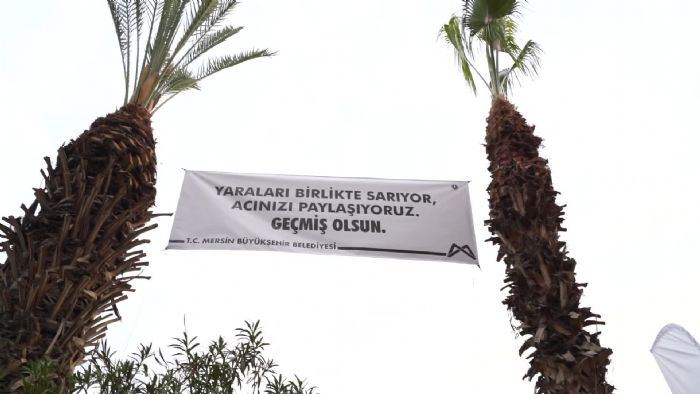 YARALARI BİRLİKTE SARIYOR,
ACINIZI PAYLAŞIYORUZ.
GEÇMİŞ OLSUN.
T.C. MERSİN BÜYÜKŞEHİR BELEDİYESİ